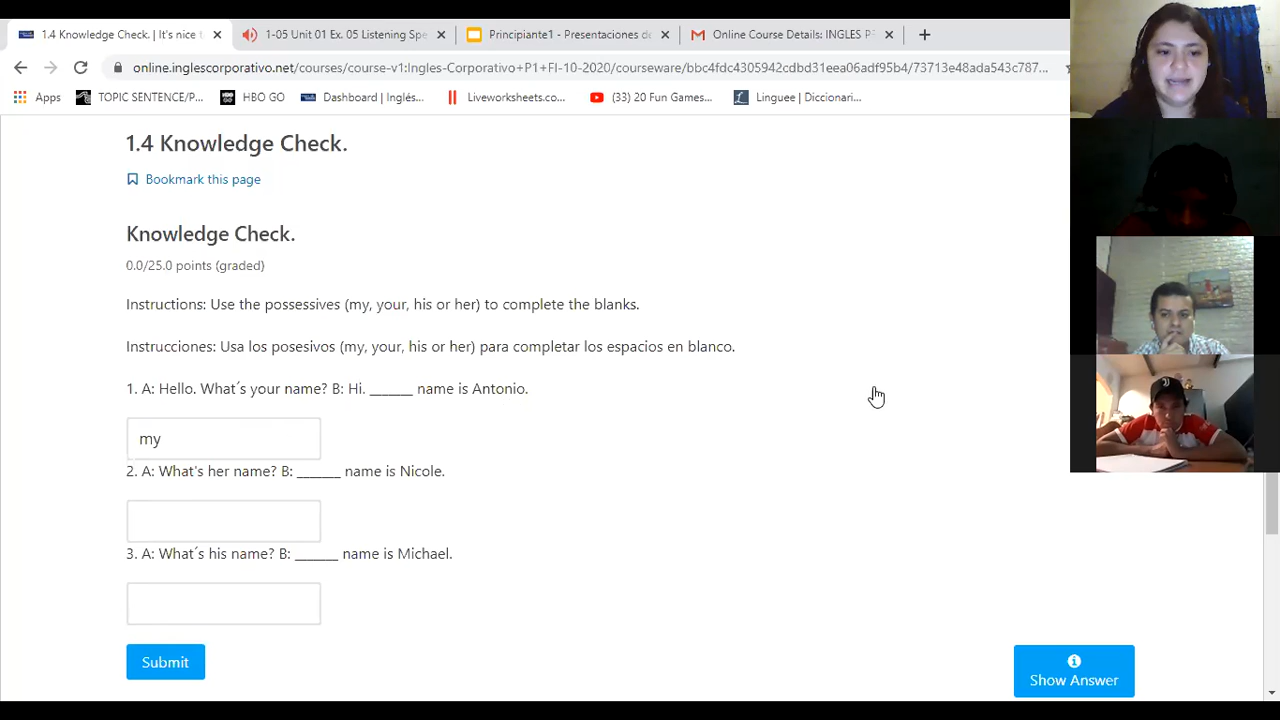 1.4 Knowledge Check. | It's nice t
1-05 Unit 01 Ex. 05 Listening Spe
Principiante1 - Presentaciones de
Online Course Details: INGLES P
online.inglescorporativo.net/courses/course-v1:Ingles-Corporativo+P1+FI-10-2020/courseware/bbc4fdc4305942cdbd31eea06adf95b4/73713e48ada543c787...
Apps
TOPIC SENTENCE/P...
HBO GO
Dashboard | Inglés...
Liveworksheets.co...
(33) 20 Fun Games...
Linguee | Diccionari...
1.4 Knowledge Check.
Bookmark this page
Knowledge Check.
0.0/25.0 points (graded)
Instructions: Use the possessives (my, your, his or her) to complete the blanks.
Instrucciones: Usa los posesivos (my, your, his or her) para completar los espacios en blanco.
1. A: Hello. What´s your name? B: Hi. ______ name is Antonio.
my
2. A: What's her name? B: ______ name is Nicole.
3. A: What´s his name? B: ______ name is Michael.
Submit
Show Answer